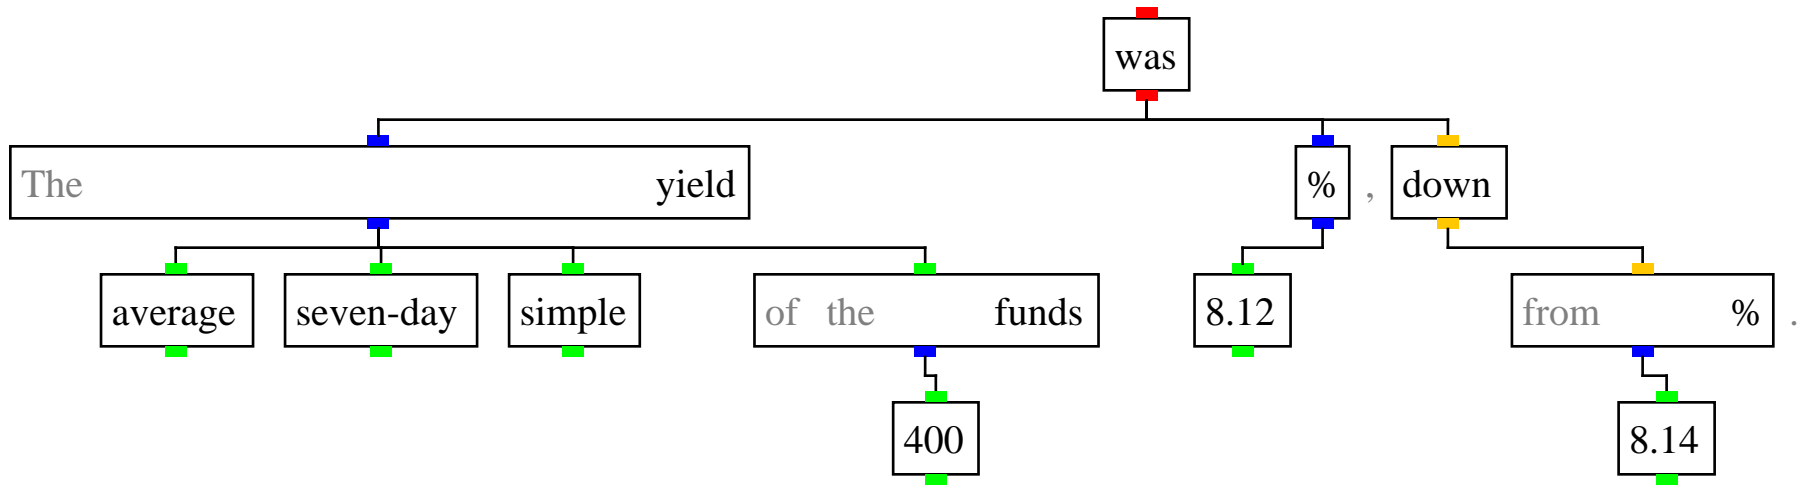 was
The yield % , down
average seven-day simple of the funds 8.12 from % .
400 8.14